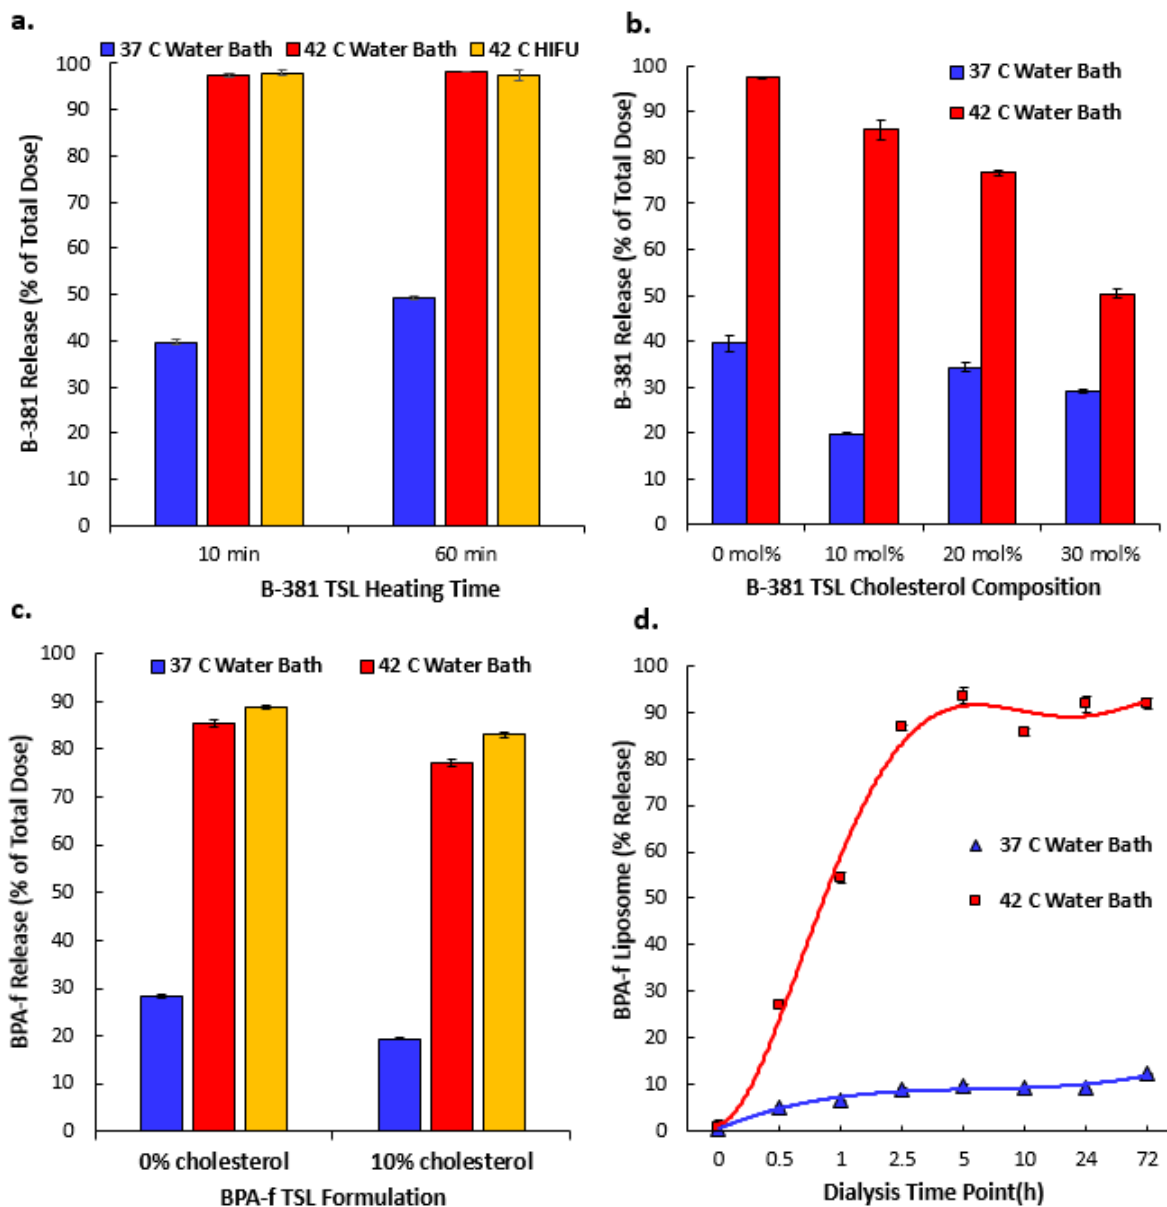 a.
37 C Water Bath 42 C Water Bath 42 C HIFU
B-381 Release (% of Total Dose)
100
90
80
70
60
50
40
30
20
10
0
10 min 60 min
B-381 TSL Heating Time
b.
37 C Water Bath
42 C Water Bath
B-381 Release (% of Total Dose)
100
90
80
70
60
50
40
30
20
10
0
0 mol% 10 mol% 20 mol% 30 mol%
B-381 TSL Cholesterol Composition
c.
37 C Water Bath 42 C Water Bath
BPA-f Release (% of Total Dose)
100
90
80
70
60
50
40
30
20
10
0
0% cholesterol 10% cholesterol
BPA-f TSL Formulation
d.
BPA-f Liposome (% Release)
100
90
80
70
60
50
40
30
20
10
0
37 C Water Bath
42 C Water Bath
0 0.5 1 2.5 5 10 24 72
Dialysis Time Point(h)